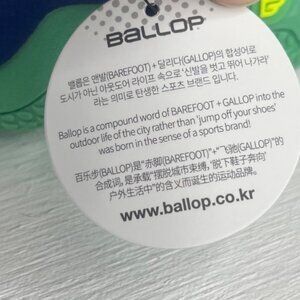 BALLOP
밸롭은 맨발(BAREFOOT) + 달리다(GALLOP)의 합성어로
도시가 아닌 아웃도어 라이프 속으로 '신발을 벗고 뛰어 나가라'
라는 의미로 탄생한 스포츠 브랜드 입니다.
Ballop is a compound word of BAREFOOT + GALLOP into the
outdoor life of the city rather than 'jump off your shoes'
was born in the sense of a sports brand!
百乐步(BALLOP)是“赤脚(BAREFOOT)”+“飞驰(GALLOP)”的
合成词, 是承载“摆脱城市束缚, ‘脱下鞋子奔向’
户外生活中”的含义而诞生的运动品牌。
www.ballop.co.kr